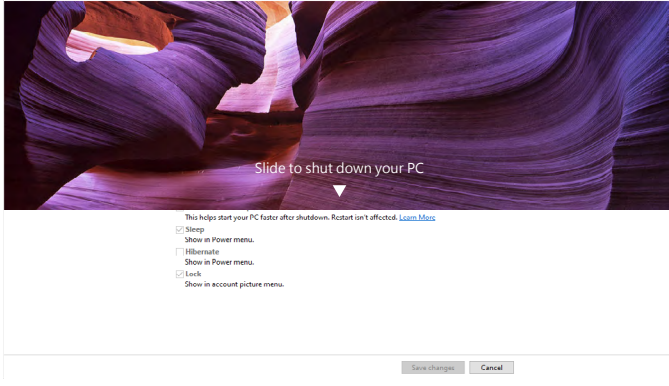 Slide to shut down your PC
This helps start your PC faster after shutdown. Restart isn't affected. Learn More
Sleep
Show in Power menu.
Hibernate
Show in Power menu.
Lock
Show in account picture menu.
Save changes Cancel